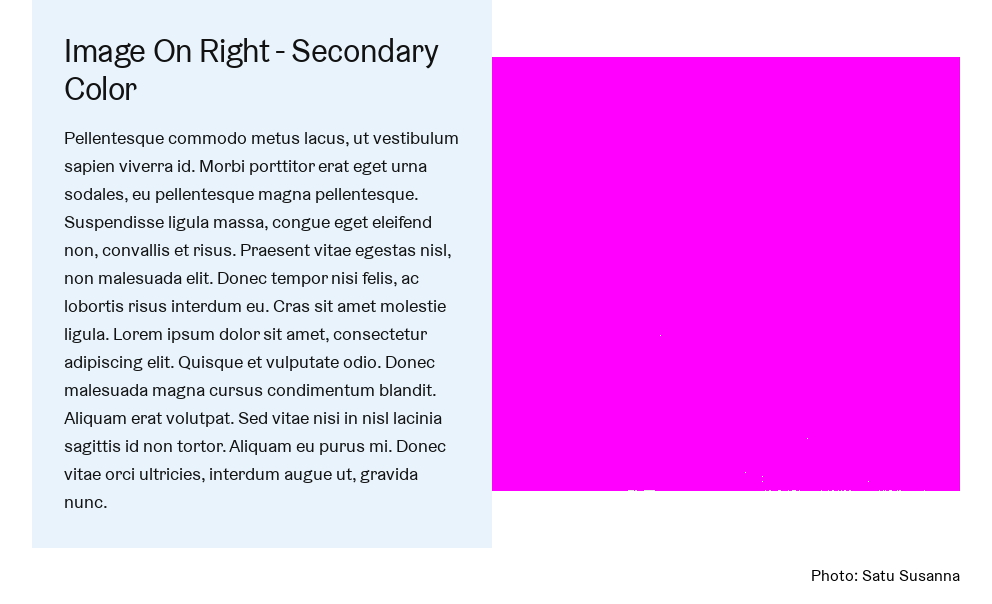 Image On Right - Secondary
Color
Pellentesque commodo metus lacus, ut vestibulum
sapien viverra id. Morbi porttitor erat eget urna
sodales, eu pellentesque magna pellentesque.
Suspendisse ligula massa, congue eget eleifend
non, convallis et risus. Praesent vitae egestas nisl,
non malesuada elit. Donec tempor nisi felis, ac
lobortis risus interdum eu. Cras sit amet molestie
ligula. Lorem ipsum dolor sit amet, consectetur
adipiscing elit. Quisque et vulputate odio. Donec
malesuada magna cursus condimentum blandit.
Aliquam erat volutpat. Sed vitae nisi in nisl lacinia
sagittis id non tortor. Aliquam eu purus mi. Donec
vitae orci ultricies, interdum augue ut, gravida
nunc.
Photo: Satu Susanna